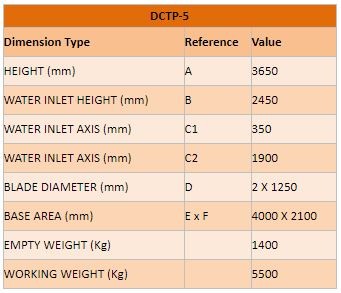 DCTP-5
Dimension Type Reference Value
HEIGHT (mm) A 3650
WATER INLET HEIGHT (mm) B 2450
WATER INLET AXIS (mm) C1 350
WATER INLET AXIS (mm) C2 1900
BLADE DIAMETER (mm) D 2 X 1250
BASE AREA (mm) E x F 4000 X 2100
EMPTY WEIGHT (Kg) 1400
WORKING WEIGHT (Kg) 5500